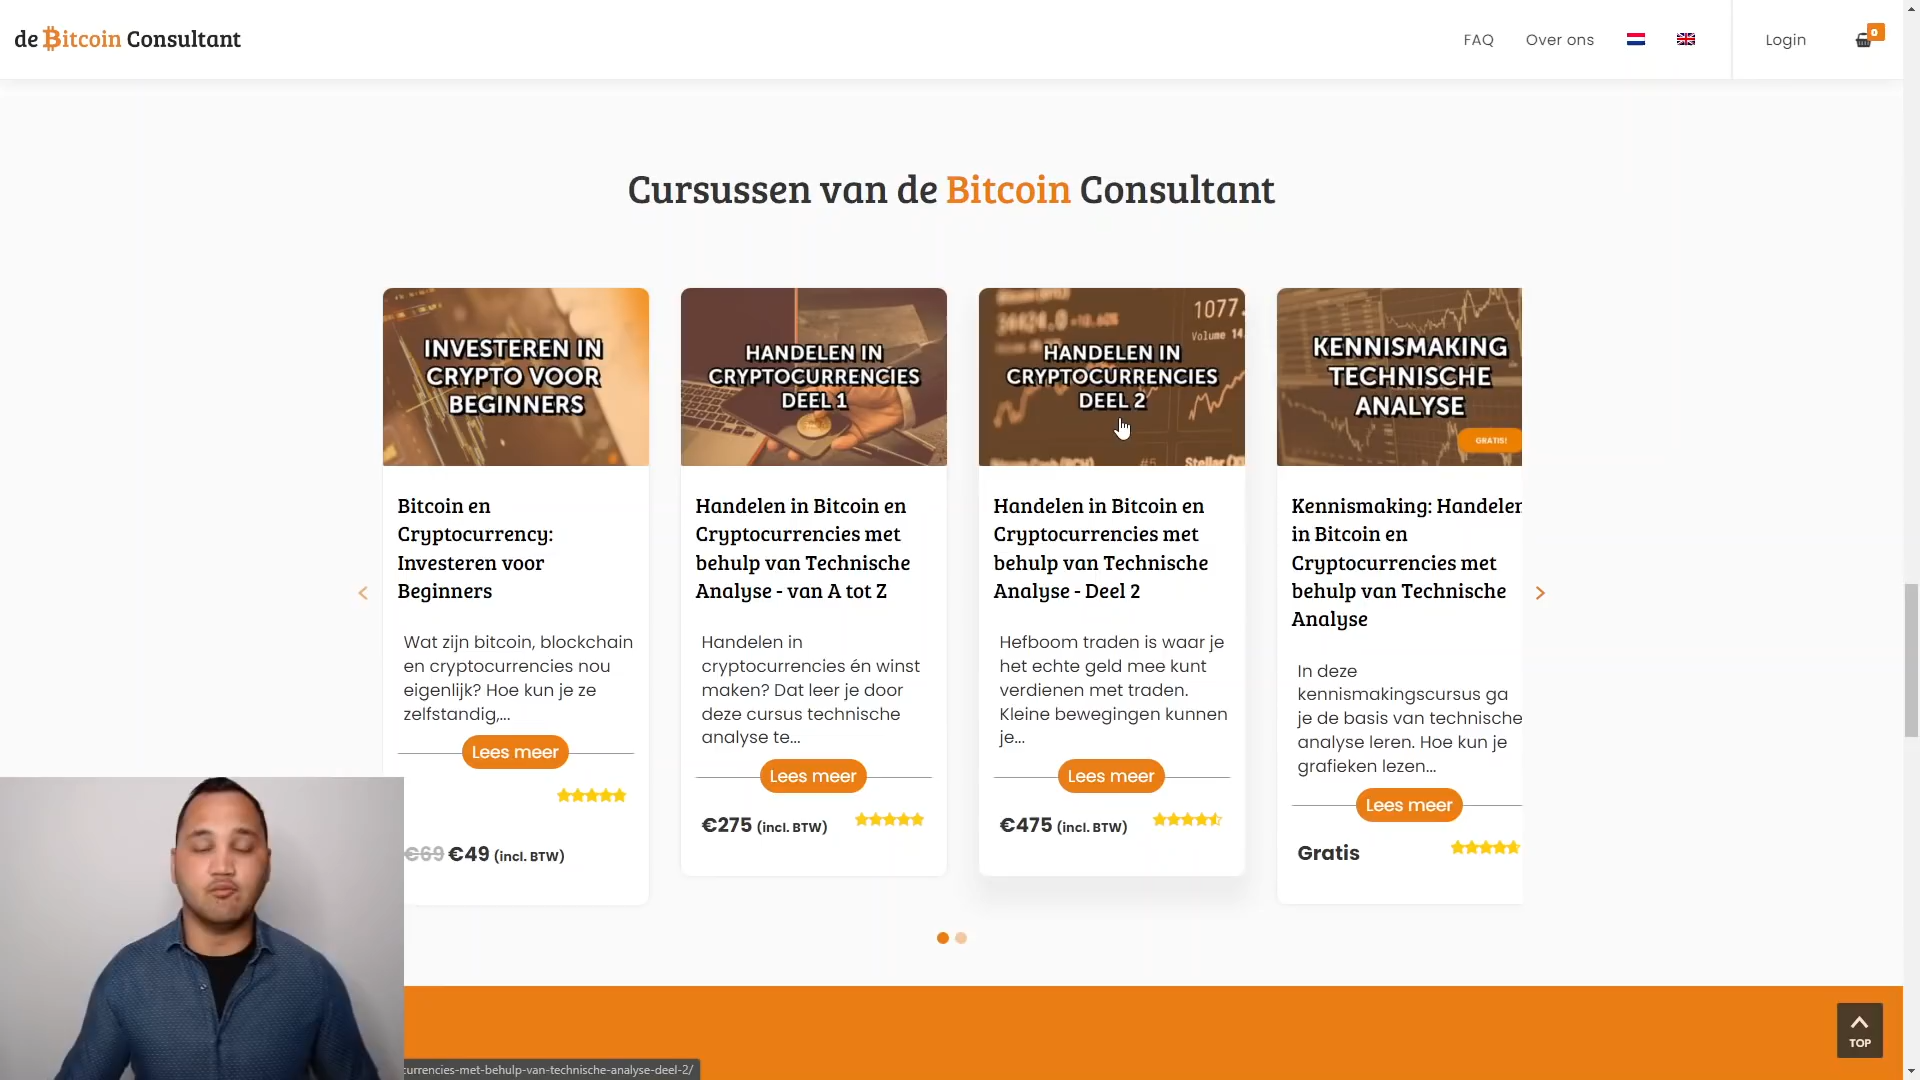 de Bitcoin Consultant
FAQ
Over ons
Login
0
Cursussen van de Bitcoin Consultant
INVESTEREN IN
CRYPTO VOOR
BEGINNERS
Bitcoin en
Cryptocurrency:
Investeren voor
Beginners
Wat zijn bitcoin, blockchain
en cryptocurrencies nou
eigenlijk? Hoe kun je ze
zelfstandig,...
Lees meer
€69 €49 (incl. BTW)
HANDELEN IN
CRYPTOCURRENCIES
DEEL 1
Handelen in Bitcoin en
Cryptocurrencies met
behulp van Technische
Analyse - van A tot Z
Handelen in
cryptocurrencies én winst
maken? Dat leer je door
deze cursus technische
analyse te...
Lees meer
€275 (incl. BTW)
1077.
Volume 14.
HANDELEN IN
CRYPTOCURRENCIES
DEEL 2
#5 Stellar
Handelen in Bitcoin en
Cryptocurrencies met
behulp van Technische
Analyse - Deel 2
Hefboom traden is waar je
het echte geld mee kunt
verdienen met traden.
Kleine bewegingen kunnen
je...
Lees meer
€475 (incl. BTW)
KENNISMAKING
TECHNISCHE
ANALYSE
GRATIS!
Kennismaking: Handelen
in Bitcoin en
Cryptocurrencies met
behulp van Technische
Analyse
In deze
kennismakingscursus ga
je de basis van technische
analyse leren. Hoe kun je
grafieken lezen...
Lees meer
Gratis
TOP
currencies-met-behulp-van-technische-analyse-deel-2/